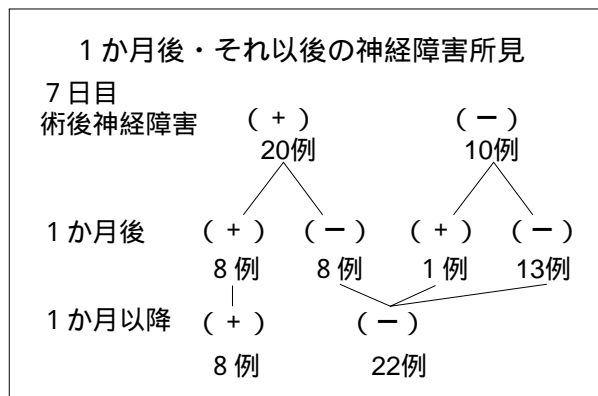 1か月後・それ以後の神経障害所見
7日目
術後神経障害 (+) (−)
20例 10例
1か月後 (+) (−) (+) (−)
8例 8例 1例 13例
1か月以降 (+) (−)
8例 22例